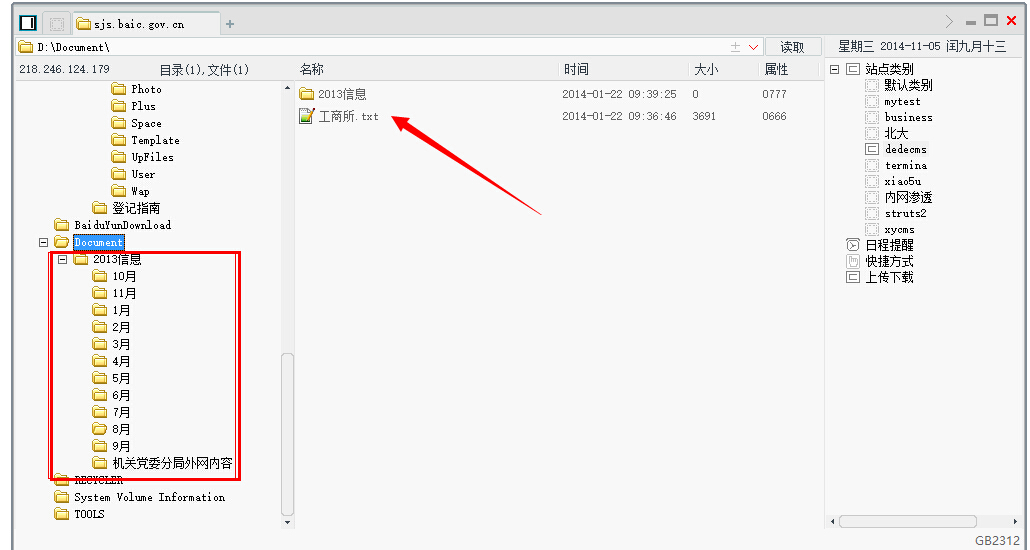 sjs.baic.gov.cn
D:\Document\
读取
星期三 2014-11-05 闰九月十三
218.246.124.179 目录(1),文件(1)
名称 时间 大小 属性
Photo
Plus
Space
Template
UpFiles
User
Wap
登记指南
BaiduYunDownload
Document
2013信息
10月
11月
1月
2月
3月
4月
5月
6月
7月
8月
9月
机关党委分局外网内容
RECYCLER
System Volume Information
TOOLS
2013信息 2014-01-22 09:39:25 0 0777
工商所.txt 2014-01-22 09:36:46 3691 0666
站点类别
默认类别
mytest
business
北大
dedecms
termina
xiao5u
内网渗透
struts2
xycms
日程提醒
快捷方式
上传下载
GB2312